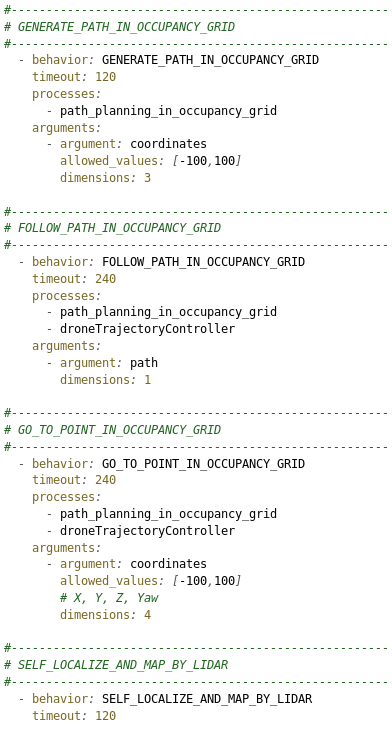 #------------------------------------------------------
# GENERATE_PATH_IN_OCCUPANCY_GRID
#------------------------------------------------------
  - behavior: GENERATE_PATH_IN_OCCUPANCY_GRID
    timeout: 120
    processes:
      - path_planning_in_occupancy_grid
    arguments:
      - argument: coordinates
        allowed_values: [-100,100]
        dimensions: 3

#------------------------------------------------------
# FOLLOW_PATH_IN_OCCUPANCY_GRID
#------------------------------------------------------
  - behavior: FOLLOW_PATH_IN_OCCUPANCY_GRID
    timeout: 240
    processes:
      - path_planning_in_occupancy_grid
      - droneTrajectoryController
    arguments:
      - argument: path
        dimensions: 1

#------------------------------------------------------
# GO_TO_POINT_IN_OCCUPANCY_GRID
#------------------------------------------------------
  - behavior: GO_TO_POINT_IN_OCCUPANCY_GRID
    timeout: 240
    processes:
      - path_planning_in_occupancy_grid
      - droneTrajectoryController
    arguments:
      - argument: coordinates
        allowed_values: [-100,100]
        # X, Y, Z, Yaw
        dimensions: 4

#------------------------------------------------------
# SELF_LOCALIZE_AND_MAP_BY_LIDAR
#------------------------------------------------------
  - behavior: SELF_LOCALIZE_AND_MAP_BY_LIDAR
    timeout: 120